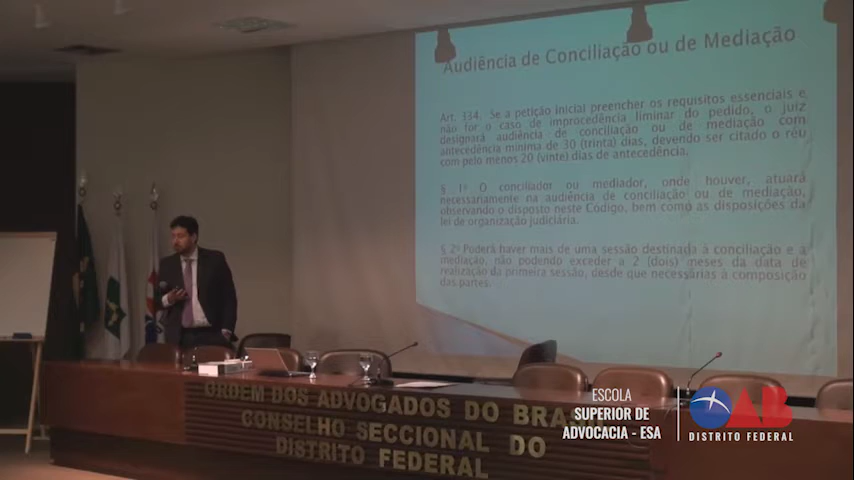 Audiência de Conciliação ou de Mediação
Art. 334. Se a petição inicial preencher os requisitos essenciais e
não for o caso de improcedência liminar do pedido, o juiz
designará audiência de conciliação ou de mediação com
antecedência mínima de 30 (trinta) dias, devendo ser citado o réu
com pelo menos 20 (vinte) dias de antecedência.
§ 1º O conciliador ou mediador, onde houver, atuará
necessariamente na audiência de conciliação ou de mediação,
observando o disposto neste Código, bem como as disposições da
lei de organização judiciária.
§ 2º Poderá haver mais de uma sessão destinada à conciliação e a
mediação, não podendo exceder a 2 (dois) meses da data de
realização da primeira sessão, desde que necessárias à composição
das partes.
ORDEM DOS ADVOGADOS DO BRASIL
CONSELHO SECCIONAL DO
DISTRITO FEDERAL
ESCOLA
SUPERIOR DE
ADVOCACIA - ESA
OAB
DISTRITO FEDERAL